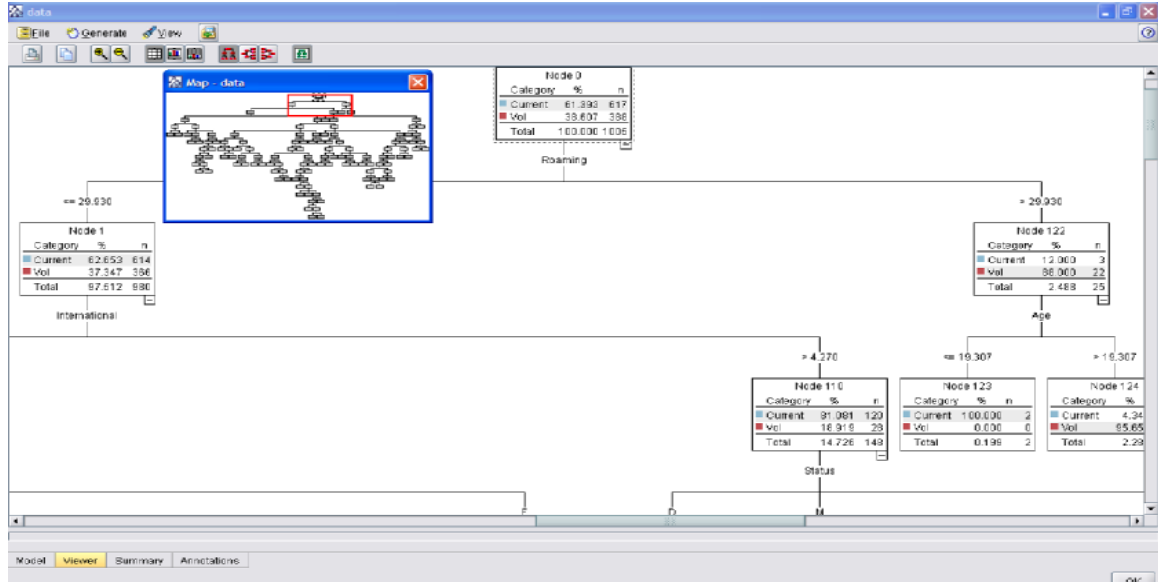 data
File Generate View
Map - data
Node 0
Category % n
Current 61.393 617
Vol 38.607 388
Total 100.000 1005
Roaming
<= 29.930
> 29.930
Node 1
Category % n
Current 62.653 614
Vol 37.347 366
Total 97.512 980
International
Node 122
Category % n
Current 12.000 3
Vol 88.000 22
Total 2.488 25
Age
> 4.270
<= 19.307
> 19.307
Node 110
Category % n
Current 81.081 120
Vol 18.919 28
Total 14.726 148
Status
Node 123
Category % n
Current 100.000 2
Vol 0.000 0
Total 0.199 2
Node 124
Category %
Current 4.34
Vol 95.65
Total 2.28
F
D
M
Model Viewer Summary Annotations
OK